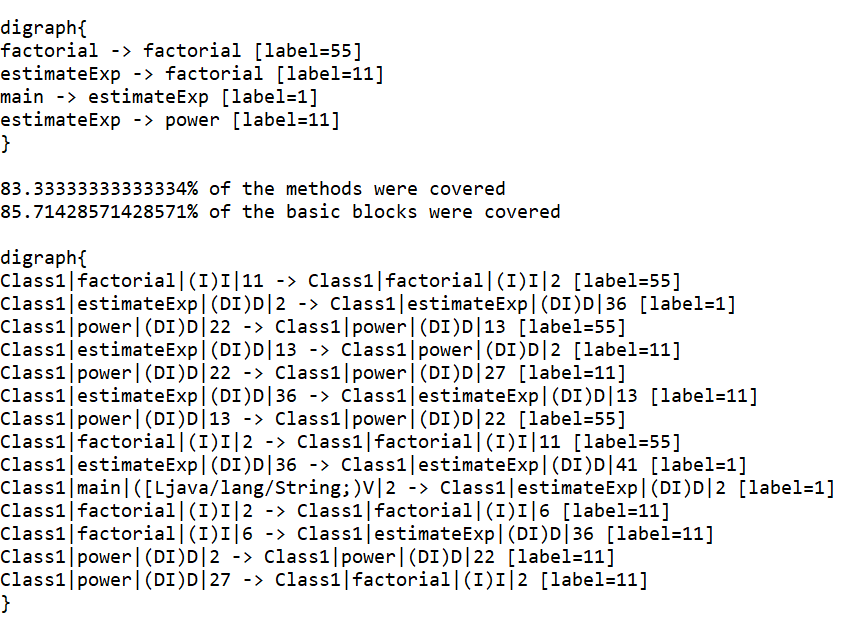 digraph{
factorial -> factorial [label=55]
estimateExp -> factorial [label=11]
main -> estimateExp [label=1]
estimateExp -> power [label=11]
}
83.33333333333334% of the methods were covered
85.71428571428571% of the basic blocks were covered
digraph{
Class1|factorial|(I)I|11 -> Class1|factorial|(I)I|2 [label=55]
Class1|estimateExp|(DI)D|2 -> Class1|estimateExp|(DI)D|36 [label=1]
Class1|power|(DI)D|22 -> Class1|power|(DI)D|13 [label=55]
Class1|estimateExp|(DI)D|13 -> Class1|power|(DI)D|2 [label=11]
Class1|power|(DI)D|22 -> Class1|power|(DI)D|27 [label=11]
Class1|estimateExp|(DI)D|36 -> Class1|estimateExp|(DI)D|13 [label=11]
Class1|power|(DI)D|13 -> Class1|power|(DI)D|22 [label=55]
Class1|factorial|(I)I|2 -> Class1|factorial|(I)I|11 [label=55]
Class1|estimateExp|(DI)D|36 -> Class1|estimateExp|(DI)D|41 [label=1]
Class1|main|([Ljava/lang/String;)V|2 -> Class1|estimateExp|(DI)D|2 [label=1]
Class1|factorial|(I)I|2 -> Class1|factorial|(I)I|6 [label=11]
Class1|factorial|(I)I|6 -> Class1|estimateExp|(DI)D|36 [label=11]
Class1|power|(DI)D|2 -> Class1|power|(DI)D|22 [label=11]
Class1|power|(DI)D|27 -> Class1|factorial|(I)I|2 [label=11]
}